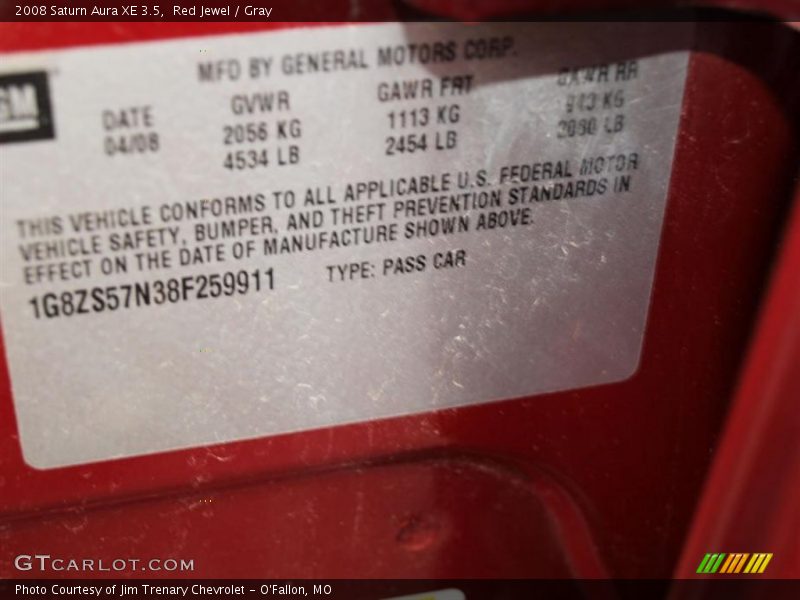 2008 Saturn Aura XE 3.5,  Red Jewel / Gray
MFD BY GENERAL MOTORS CORP.
GM
DATE GVWR GAWR FRT GAWR RR
04/08 2056 KG 1113 KG 943 KG
4534 LB 2454 LB 2080 LB
THIS VEHICLE CONFORMS TO ALL APPLICABLE U.S. FEDERAL MOTOR
VEHICLE SAFETY, BUMPER, AND THEFT PREVENTION STANDARDS IN
EFFECT ON THE DATE OF MANUFACTURE SHOWN ABOVE.
1G8ZS57N38F259911 TYPE: PASS CAR
GTCARLOT.COM
Photo Courtesy of Jim Trenary Chevrolet - O'Fallon, MO